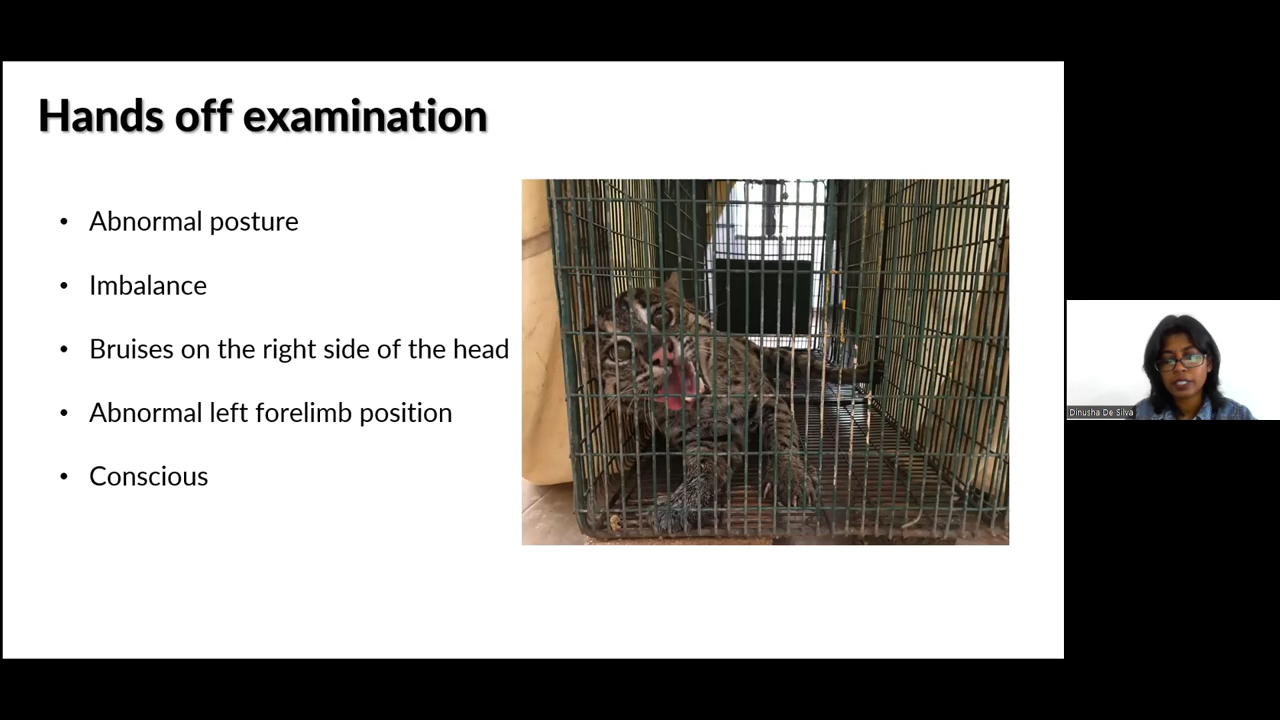 Hands off examination
• Abnormal posture
• Imbalance
• Bruises on the right side of the head
• Abnormal left forelimb position
• Conscious
Dinusha De Silva